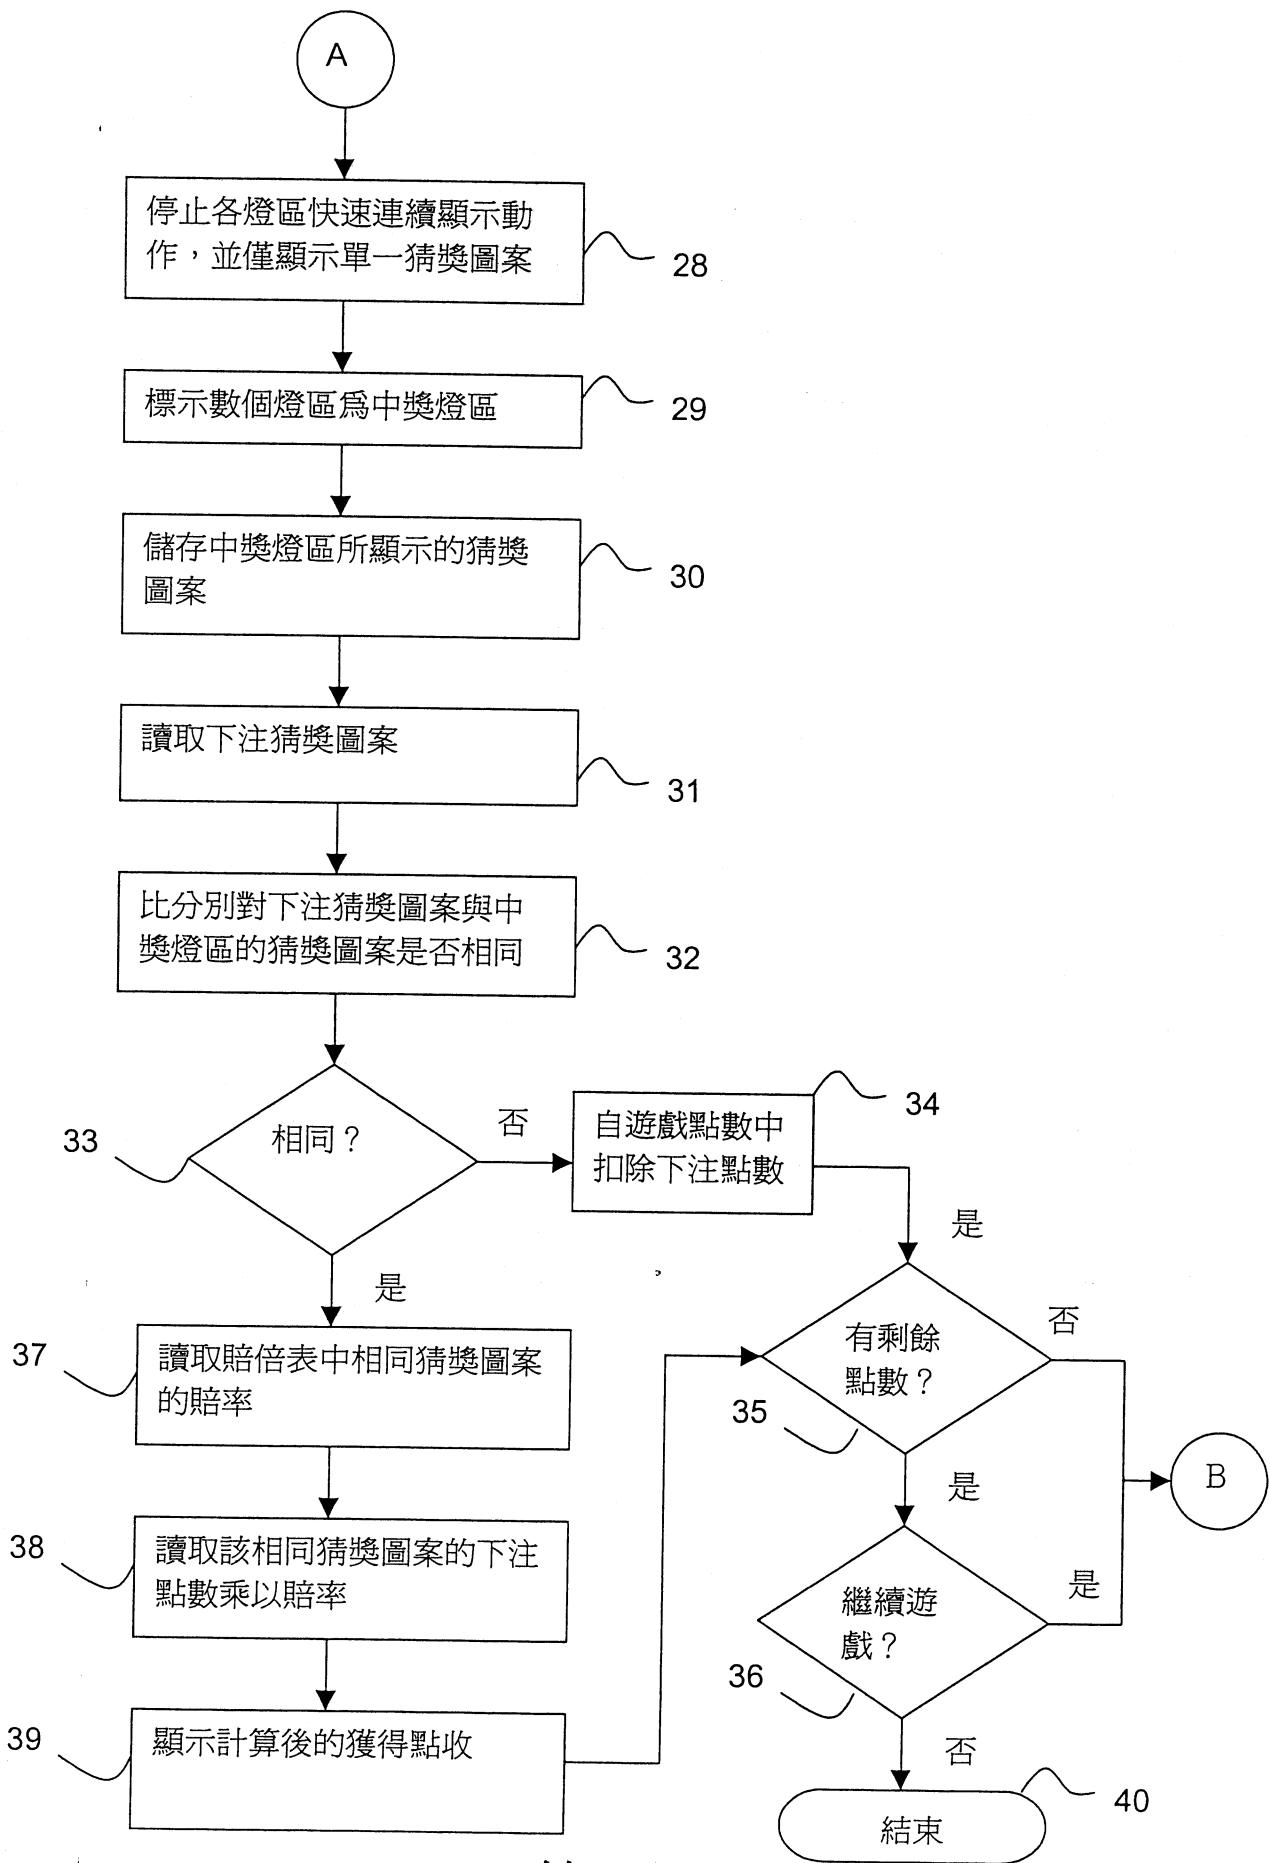 A
停止各燈區快速連續顯示動
作，並僅顯示單一猜獎圖案
28
標示數個燈區為中獎燈區
29
儲存中獎燈區所顯示的猜獎
圖案
30
讀取下注猜獎圖案
31
比分別對下注猜獎圖案與中
獎燈區的猜獎圖案是否相同
32
相同？
33
否
自遊戲點數中
扣除下注點數
34
是
是
有剩餘
點數？
35
否
讀取賠倍表中相同猜獎圖案
的賠率
37
是
B
讀取該相同猜獎圖案的下注
點數乘以賠率
38
繼續遊
戲？
36
是
顯示計算後的獲得點收
39
否
結束
40